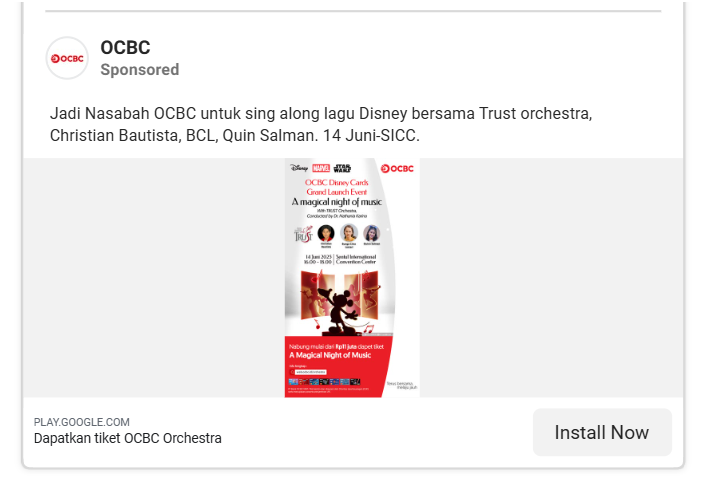 OCBC
OCBC
Sponsored
Jadi Nasabah OCBC untuk sing along lagu Disney bersama Trust orchestra,
Christian Bautista, BCL, Quin Salman. 14 Juni-SICC.
Disney MARVEL STAR WARS OCBC
OCBC Disney Cards
Grand Launch Event
A magical night of music
With TRUST Orchestra,
Conducted by Dr. Nathania Karina
TRUST
14 Juni 2025 | Sentul International
Convention Center
Nabung mulai dari Rp11 juta dapet tiket
A Magical Night of Music
PLAY.GOOGLE.COM
Dapatkan tiket OCBC Orchestra
Install Now